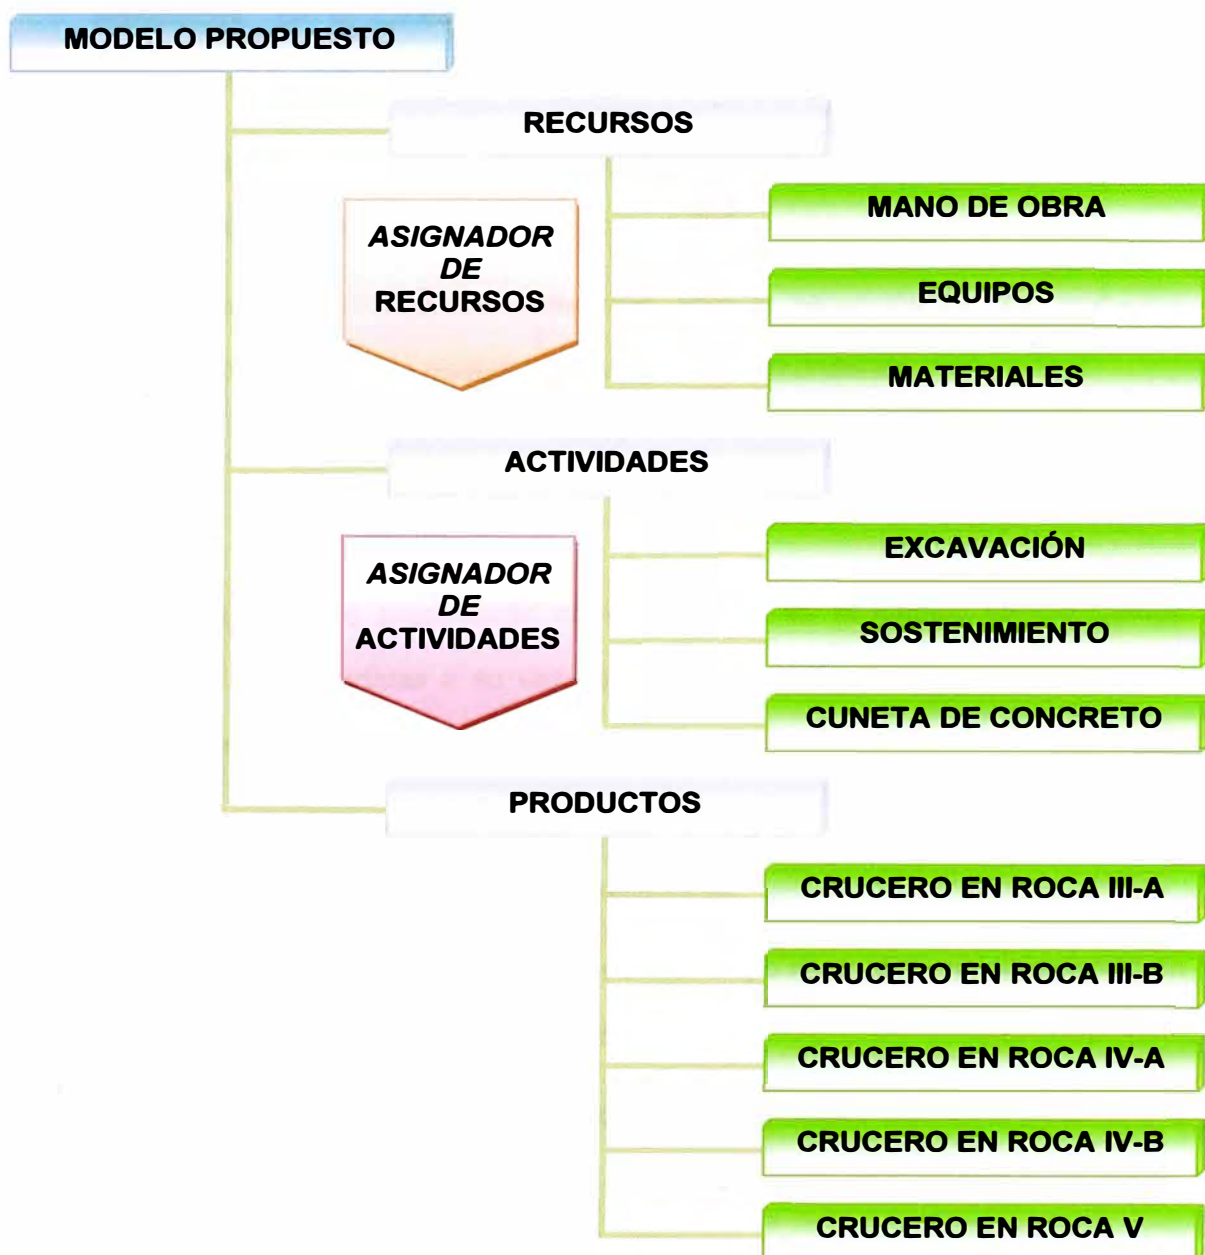 MODELO PROPUESTO
RECURSOS
MANO DE OBRA
ASIGNADOR
DE
RECURSOS
EQUIPOS
MATERIALES
ACTIVIDADES
EXCAVACIÓN
ASIGNADOR
DE
ACTIVIDADES
SOSTENIMIENTO
CUNETA DE CONCRETO
PRODUCTOS
CRUCERO EN ROCA III-A
CRUCERO EN ROCA III-B
CRUCERO EN ROCA IV-A
CRUCERO EN ROCA IV-B
CRUCERO EN ROCA V